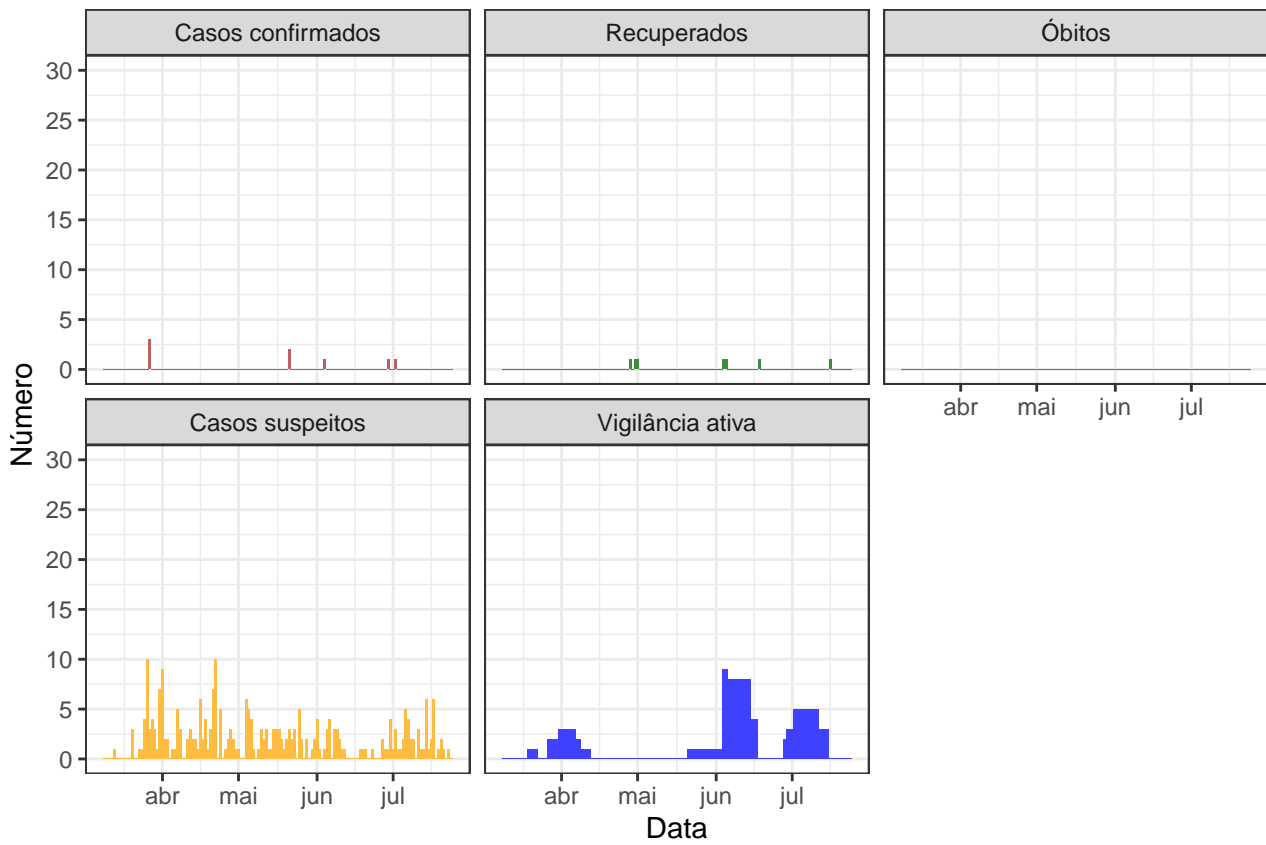 Casos confirmados
Recuperados
Óbitos
30
25
20
15
10
5
0
abr mai jun jul
Número
Casos suspeitos
Vigilância ativa
30
25
20
15
10
5
0
abr mai jun jul
abr mai jun jul
Data